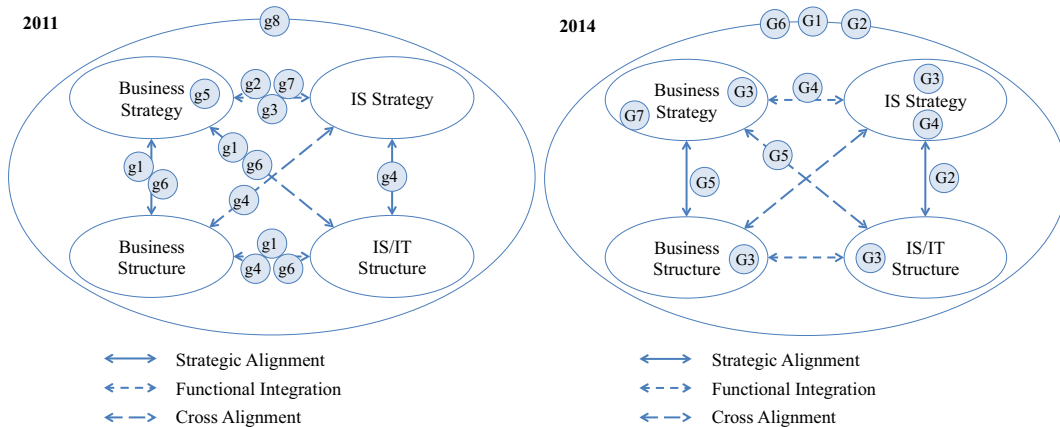 2011
g8
Business
Strategy
g5
g2
g7
g3
IS Strategy
g1
g6
g1
g6
g4
g4
Business
Structure
g1
g4
g6
IS/IT
Structure
Strategic Alignment
Functional Integration
Cross Alignment
2014
G6
G1
G2
Business
Strategy
G3
G7
G4
G3
IS Strategy
G4
G5
G5
G2
Business
Structure
G3
G3
IS/IT
Structure
Strategic Alignment
Functional Integration
Cross Alignment